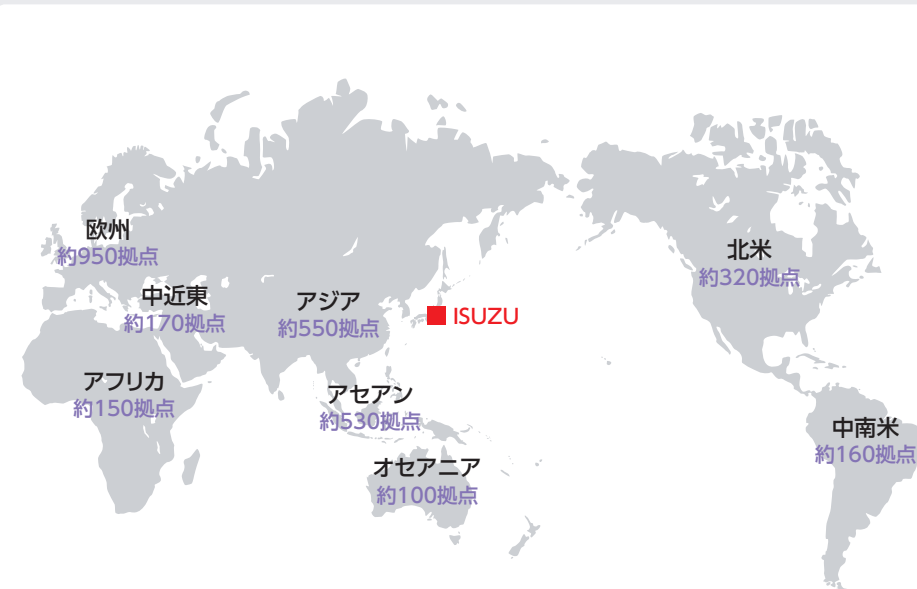 欧州
約950拠点
中近東
約170拠点
アフリカ
約150拠点
アジア
約550拠点
ISUZU
アセアン
約530拠点
オセアニア
約100拠点
北米
約320拠点
中南米
約160拠点